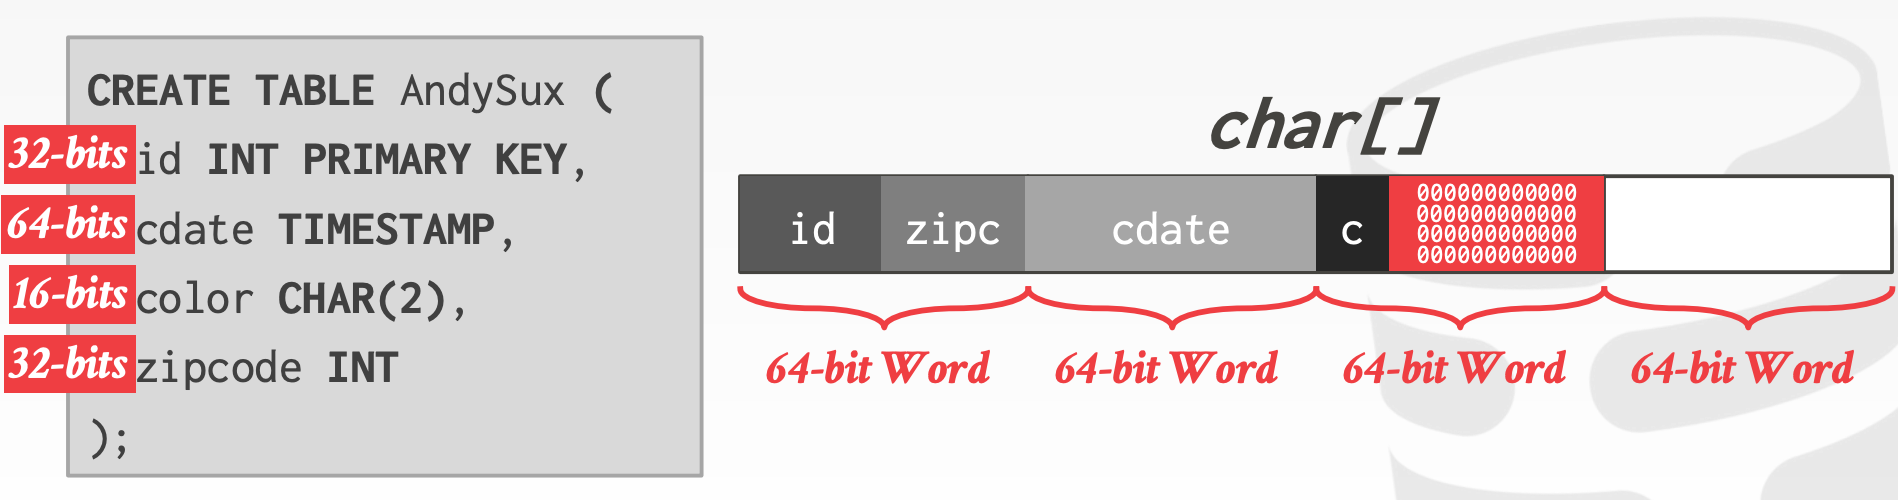 CREATE TABLE AndySux (
32-bits id INT PRIMARY KEY,
64-bits cdate TIMESTAMP,
16-bits color CHAR(2),
32-bits zipcode INT
);
char[]
id zipc cdate c
000000000000
000000000000
000000000000
000000000000
64-bit Word 64-bit Word 64-bit Word 64-bit Word